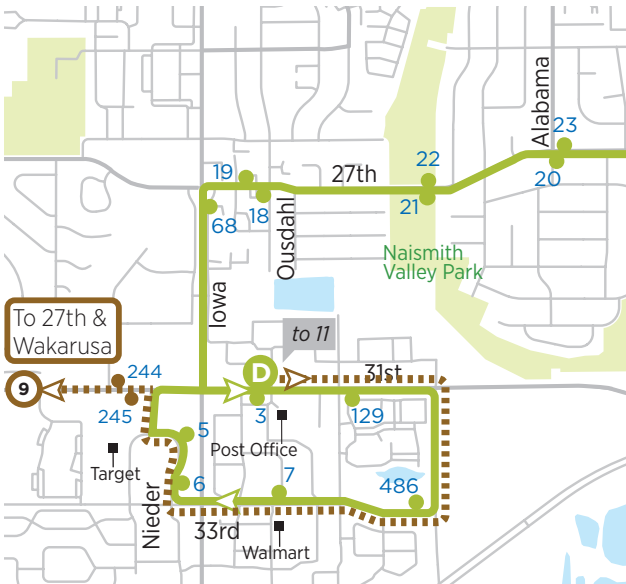 Alabama
23
20
19
27th
22
18
21
68
Ousdahl
Naismith
Valley Park
Iowa
To 27th &
Wakarusa
to 11
244
D
31st
9
245
3
129
5
Post Office
Target
6
7
486
Nieder
33rd
Walmart